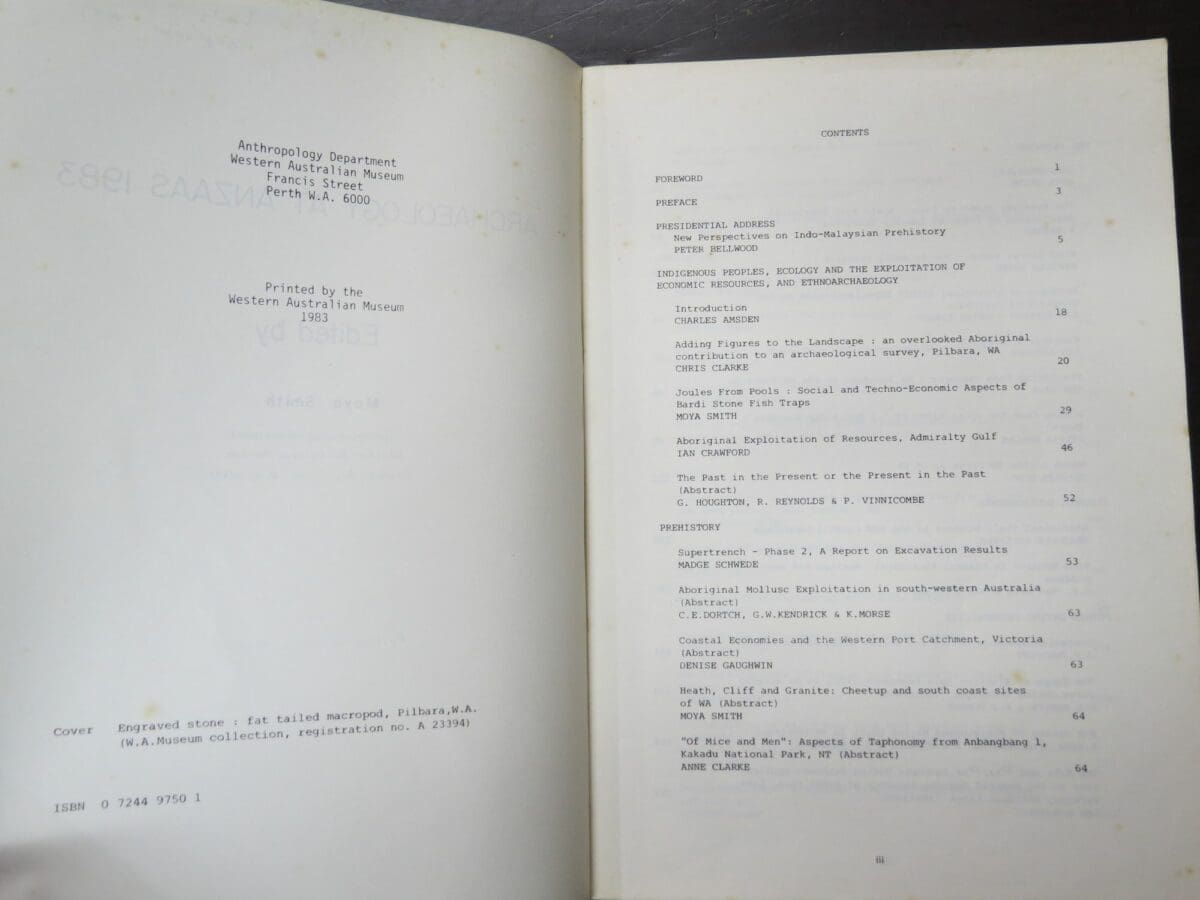 Anthropology Department
Western Australian Museum
Francis Street
Perth W.A. 6000
ARCHAEOLOGY AT ANZAAS 1983
Printed by the
Western Australian Museum
1983
Edited by
Moya Smith
Cover Engraved stone : fat tailed macropod, Pilbara,W.A.
(W.A.Museum collection, registration no. A 23394)
ISBN 0 7244 9750 1
CONTENTS
FOREWORD 1
PREFACE 3
PRESIDENTIAL ADDRESS
New Perspectives on Indo-Malaysian Prehistory
PETER BELLWOOD 5
INDIGENOUS PEOPLES, ECOLOGY AND THE EXPLOITATION OF
ECONOMIC RESOURCES, AND ETHNOARCHAEOLOGY
Introduction
CHARLES AMSDEN 18
Adding Figures to the Landscape : an overlooked Aboriginal
contribution to an archaeological survey, Pilbara, WA
CHRIS CLARKE 20
Joules From Pools : Social and Techno-Economic Aspects of
Bardi Stone Fish Traps
MOYA SMITH 29
Aboriginal Exploitation of Resources, Admiralty Gulf
IAN CRAWFORD 46
The Past in the Present or the Present in the Past
(Abstract)
G. HOUGHTON, R. REYNOLDS & P. VINNICOMBE 52
PREHISTORY
Supertrench - Phase 2, A Report on Excavation Results
MADGE SCHWEDE 53
Aboriginal Mollusc Exploitation in south-western Australia
(Abstract)
C.E.DORTCH, G.W.KENDRICK & K.MORSE 63
Coastal Economies and the Western Port Catchment, Victoria
(Abstract)
DENISE GAUGHWIN 63
Heath, Cliff and Granite: Cheetup and south coast sites
of WA (Abstract)
MOYA SMITH 64
"Of Mice and Men": Aspects of Taphonomy from Anbangbang 1,
Kakadu National Park, NT (Abstract)
ANNE CLARKE 64
iii